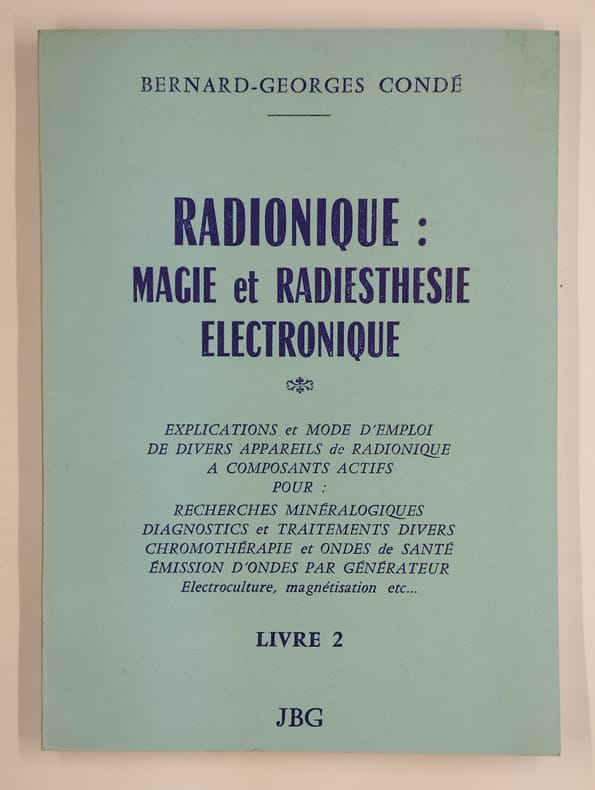 BERNARD-GEORGES CONDÉ
RADIONIQUE :
MAGIE et RADIESTHESIE
ELECTRONIQUE
EXPLICATIONS et MODE D'EMPLOI
DE DIVERS APPAREILS de RADIONIQUE
A COMPOSANTS ACTIFS
POUR :
RECHERCHES MINÉRALOGIQUES
DIAGNOSTICS et TRAITEMENTS DIVERS
CHROMOTHÉRAPIE et ONDES de SANTÉ
ÉMISSION D'ONDES PAR GÉNÉRATEUR
Electroculture, magnétisation etc...
LIVRE 2
JBG